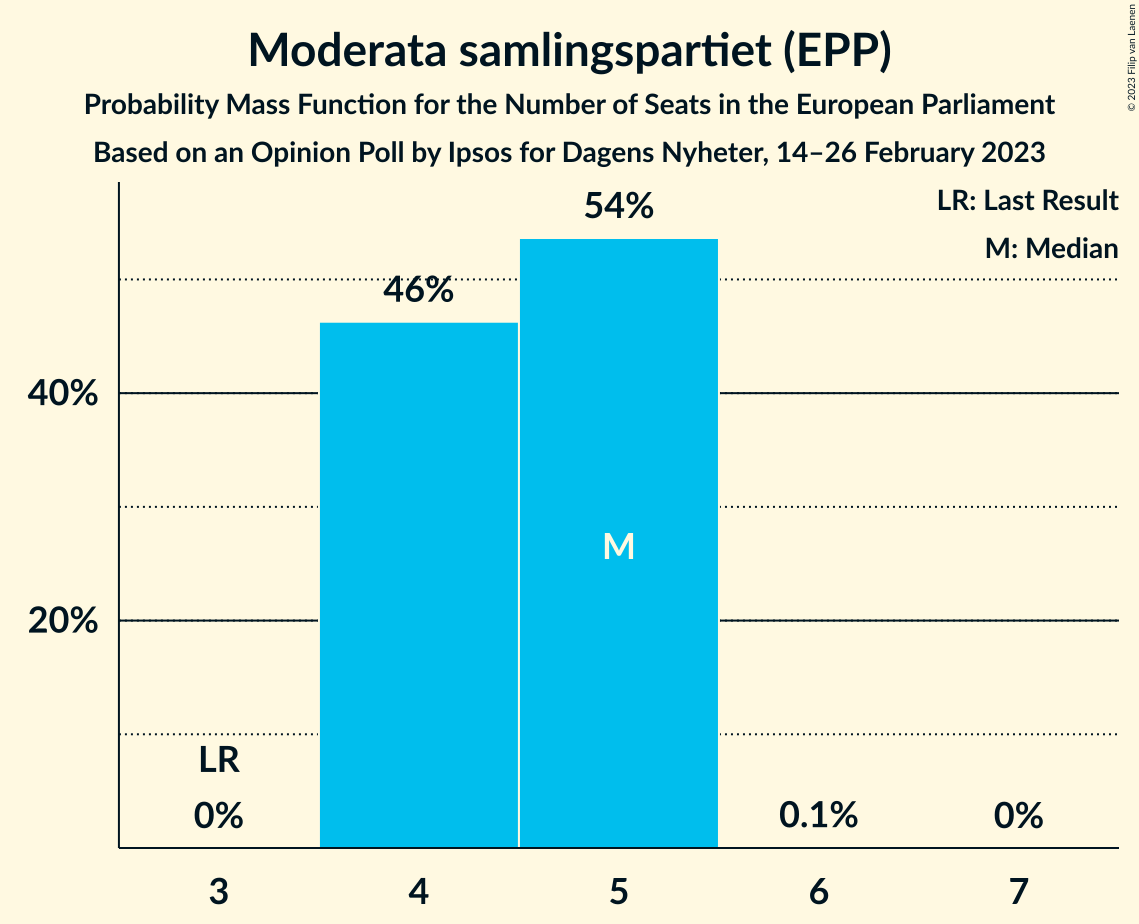 Moderata samlingspartiet (EPP)
Probability Mass Function for the Number of Seats in the European Parliament
Based on an Opinion Poll by Ipsos for Dagens Nyheter, 14–26 February 2023
© 2023 Filip van Laenen
LR: Last Result
M: Median
54%
46%
40%
M
20%
LR
0%
0.1%
0%
3
4
5
6
7